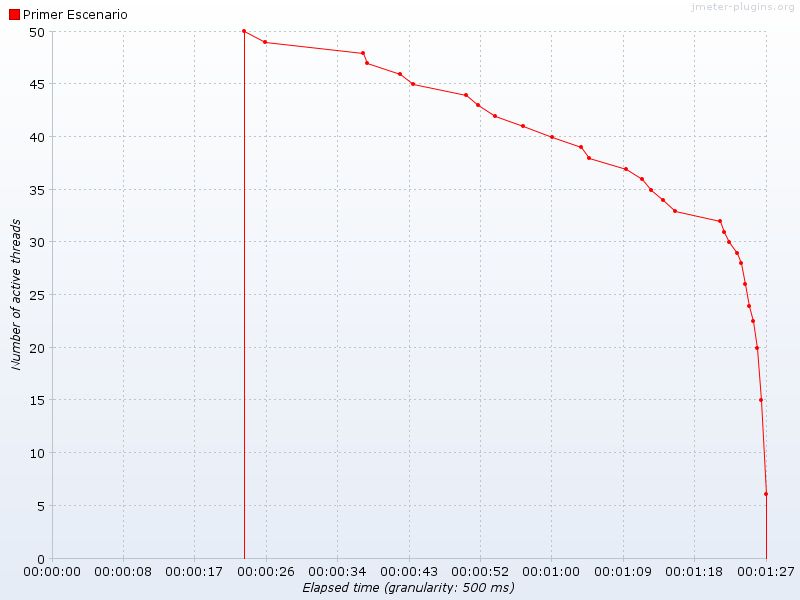 jmeter-plugins.org
Primer Escenario
50
45
40
35
30
25
20
15
10
5
0
Number of active threads
00:00:00 00:00:08 00:00:17 00:00:26 00:00:34 00:00:43 00:00:52 00:01:00 00:01:09 00:01:18 00:01:27
Elapsed time (granularity: 500 ms)